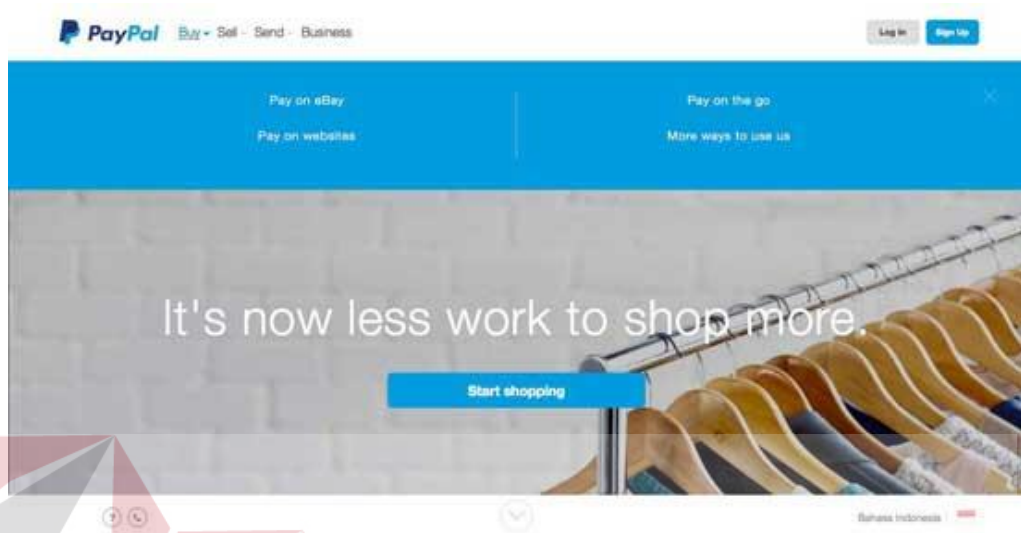 PayPal Buy Sell Send Business Log In Sign Up
Pay on eBay
Pay on websites
Pay on the go
More ways to use us
It's now less work to shop more.
Start shopping
Bahasa Indonesia